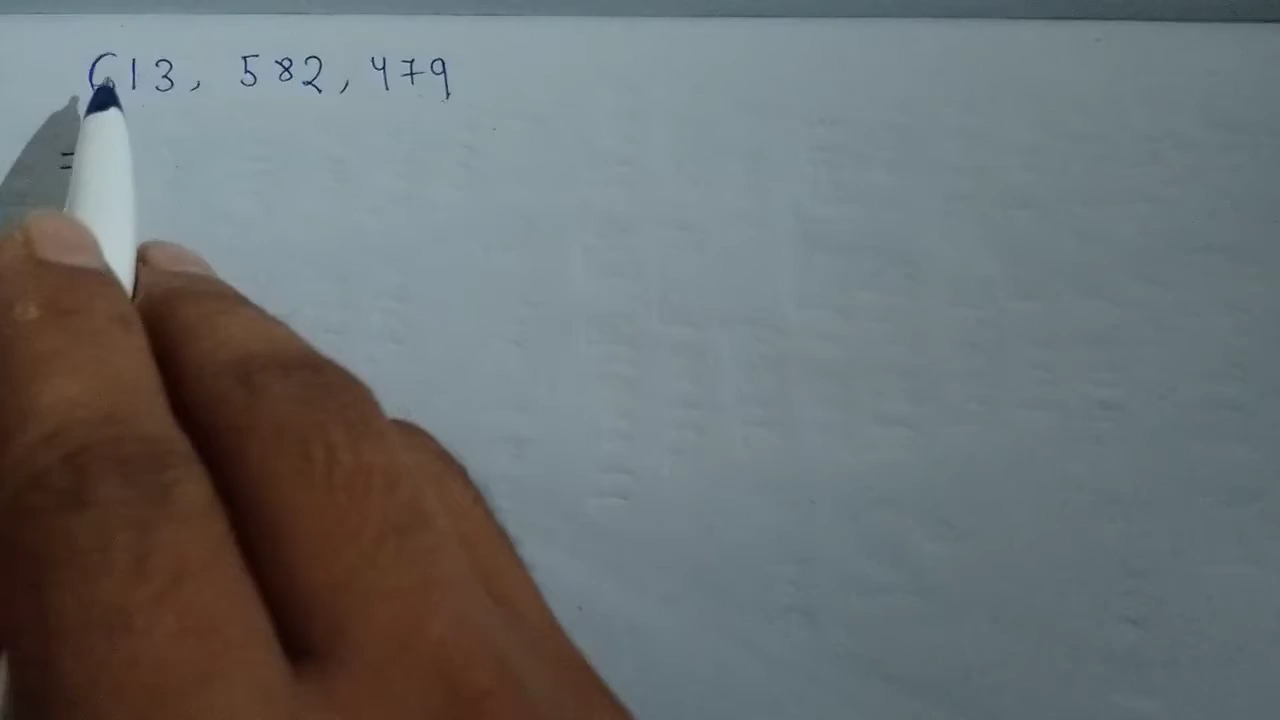 613, 582, 479
=